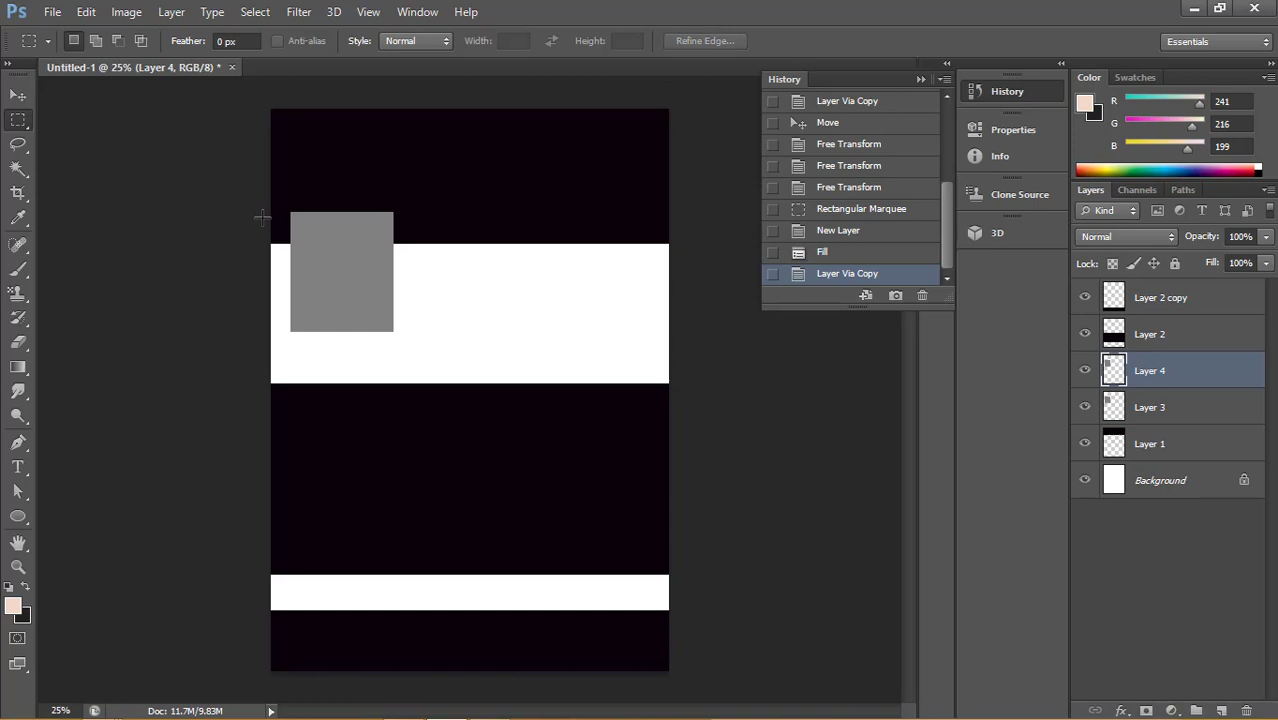 Ps File Edit Image Layer Type Select Filter 3D View Window Help
Feather: 0 px Anti-alias Style: Normal Width: Height: Refine Edge... Essentials
Untitled-1 @ 25% (Layer 4, RGB/8) *
History
Layer Via Copy
Move
Free Transform
Free Transform
Free Transform
Rectangular Marquee
New Layer
Fill
Layer Via Copy
History
Properties
Info
Clone Source
3D
Color Swatches
R 241
G 216
B 199
Layers Channels Paths
Kind
Normal Opacity: 100%
Lock: Fill: 100%
Layer 2 copy
Layer 2
Layer 4
Layer 3
Layer 1
Background
25% Doc: 11.7M/9.83M